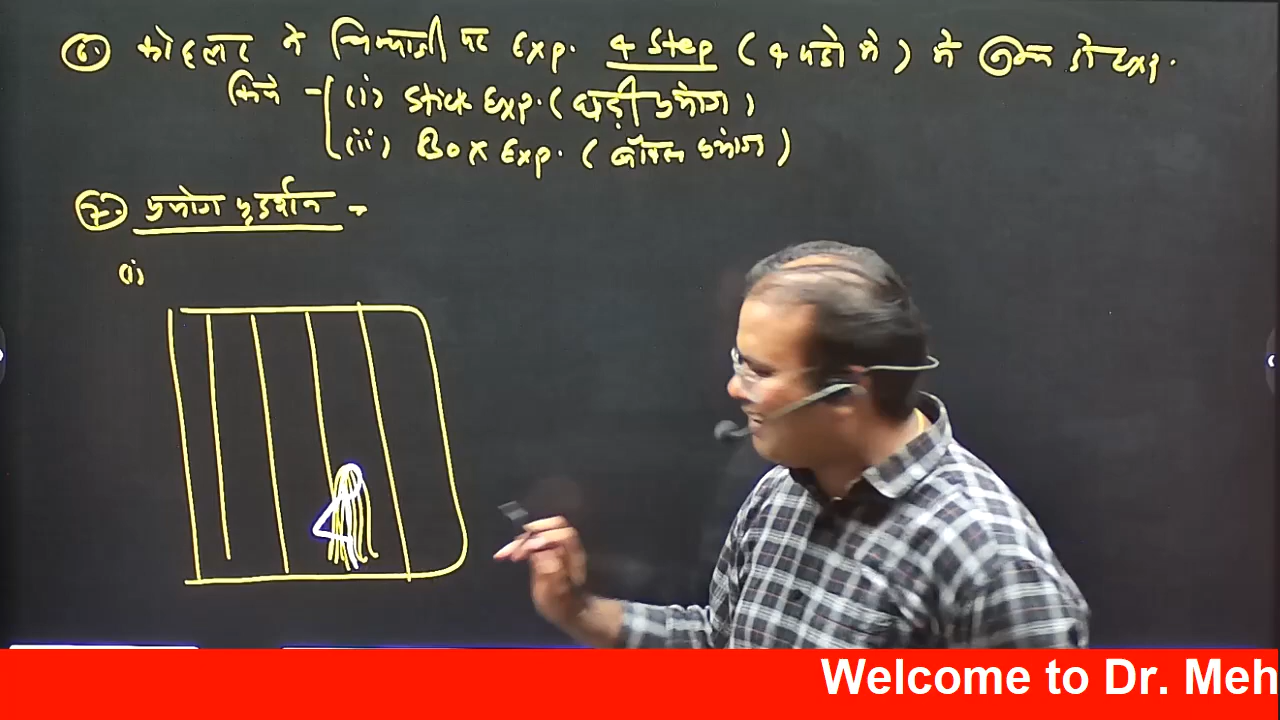 ⑥. कोहलर ने चिम्पांजी पर Exp. 4 Step (4 पदों में) में निम्न दो Exp.
किये - (i) Stick Exp. (छड़ी प्रयोग)
(ii) Box Exp. (बॉक्स प्रयोग)
⑦. प्रयोग प्रदर्शन -
(i)
Welcome to Dr. Meh